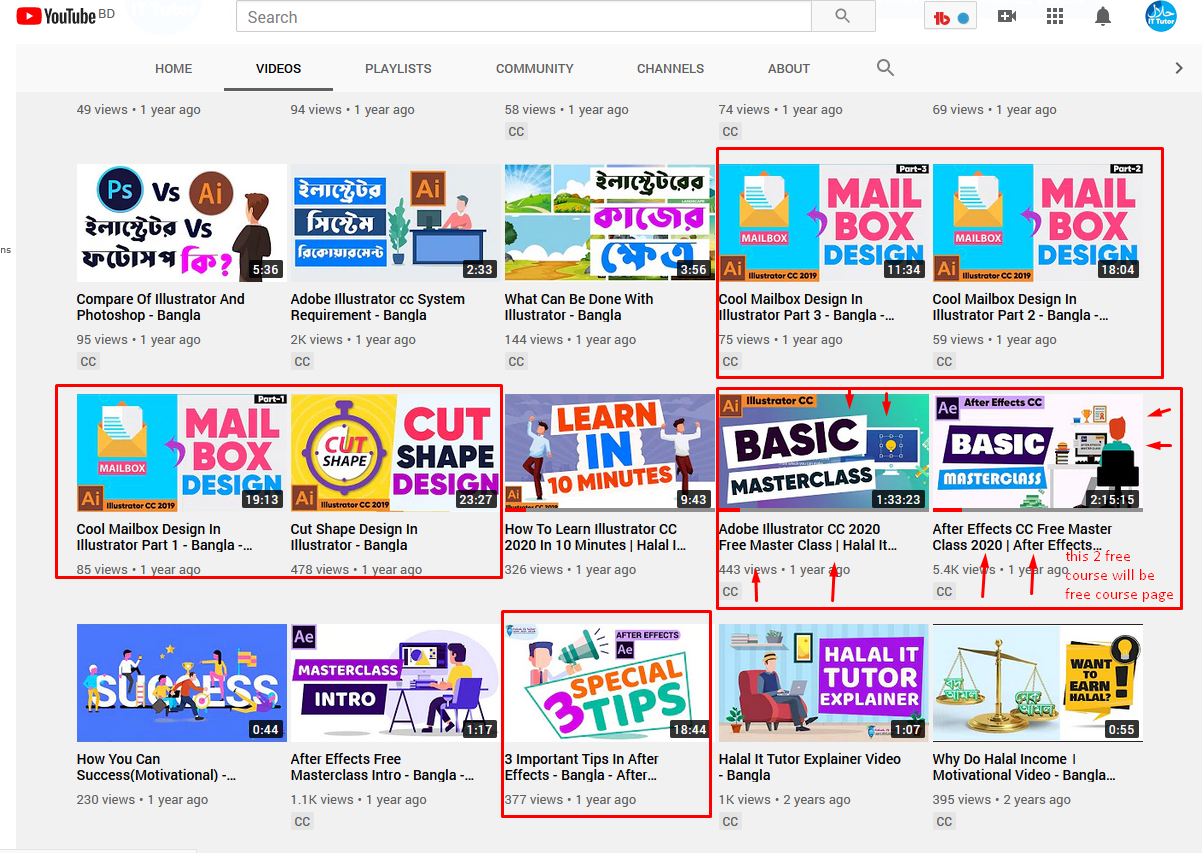 YouTube BD
Search
IT Tutor
HOME VIDEOS PLAYLISTS COMMUNITY CHANNELS ABOUT
49 views • 1 year ago
94 views • 1 year ago
58 views • 1 year ago
CC
74 views • 1 year ago
CC
69 views • 1 year ago
ns
Ps Vs Ai
ইলাস্ট্রেটর Vs
ফটোসপ কি?
5:36
Compare Of Illustrator And
Photoshop - Bangla
95 views • 1 year ago
CC
ইলাস্ট্রেটর
সিস্টেম
রিকোয়ারমেন্ট
Ai
2:33
Adobe Illustrator cc System
Requirement - Bangla
2K views • 1 year ago
CC
ইলাস্ট্রেটরের
কাজের
ক্ষেত্র
3:56
What Can Be Done With
Illustrator - Bangla
144 views • 1 year ago
CC
Part-3
MAIL
BOX
DESIGN
MAILBOX
Ai Illustrator CC 2019
11:34
Cool Mailbox Design In
Illustrator Part 3 - Bangla -...
75 views • 1 year ago
CC
Part-2
MAIL
BOX
DESIGN
MAILBOX
Ai Illustrator CC 2019
18:04
Cool Mailbox Design In
Illustrator Part 2 - Bangla -...
59 views • 1 year ago
CC
Part-1
MAIL
BOX
DESIGN
MAILBOX
Ai Illustrator CC 2019
19:13
Cool Mailbox Design In
Illustrator Part 1 - Bangla -...
85 views • 1 year ago
CUT
SHAPE
CUT
SHAPE
DESIGN
Ai Illustrator CC 2019
23:27
Cut Shape Design In
Illustrator - Bangla
478 views • 1 year ago
LEARN
IN
10 MINUTES
Ai Illustrator CC 2019
9:43
How To Learn Illustrator CC
2020 In 10 Minutes | Halal I...
326 views • 1 year ago
Ai Illustrator CC
BASIC
MASTERCLASS
1:33:23
Adobe Illustrator CC 2020
Free Master Class | Halal It...
443 views • 1 year ago
CC
Ae After Effects CC
BASIC
MASTERCLASS
2:15:15
After Effects CC Free Master
Class 2020 | After Effects...
5.4K views • 1 year ago
CC
this 2 free
course will be
free course page
SUCCESS
0:44
How You Can
Success(Motivational) -...
230 views • 1 year ago
Ae
MASTERCLASS
INTRO
1:17
After Effects Free
Masterclass Intro - Bangla -...
1.1K views • 1 year ago
CC
AFTER EFFECTS
Ae
3 SPECIAL
TIPS
18:44
3 Important Tips In After
Effects - Bangla - After...
377 views • 1 year ago
HALAL IT
TUTOR
EXPLAINER
1:07
Halal It Tutor Explainer Video
- Bangla
1K views • 2 years ago
CC
বদ
আমল
নেক
আমল
WANT
TO
EARN
HALAL?
0:55
Why Do Halal Income ।
Motivational Video - Bangla...
395 views • 2 years ago
CC